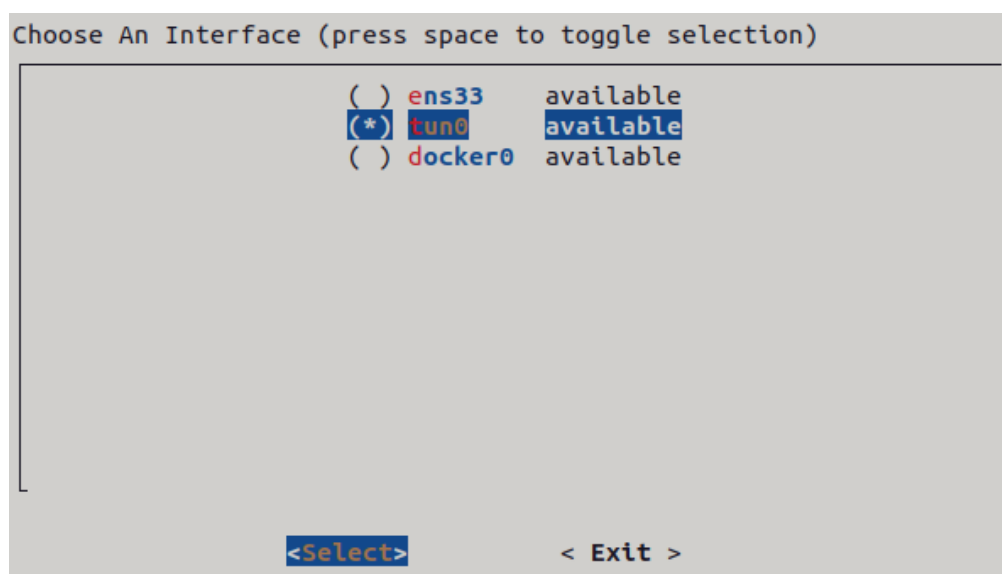 Choose An Interface (press space to toggle selection)
( ) ens33 available
(*) tun0 available
( ) docker0 available
<Select> < Exit >